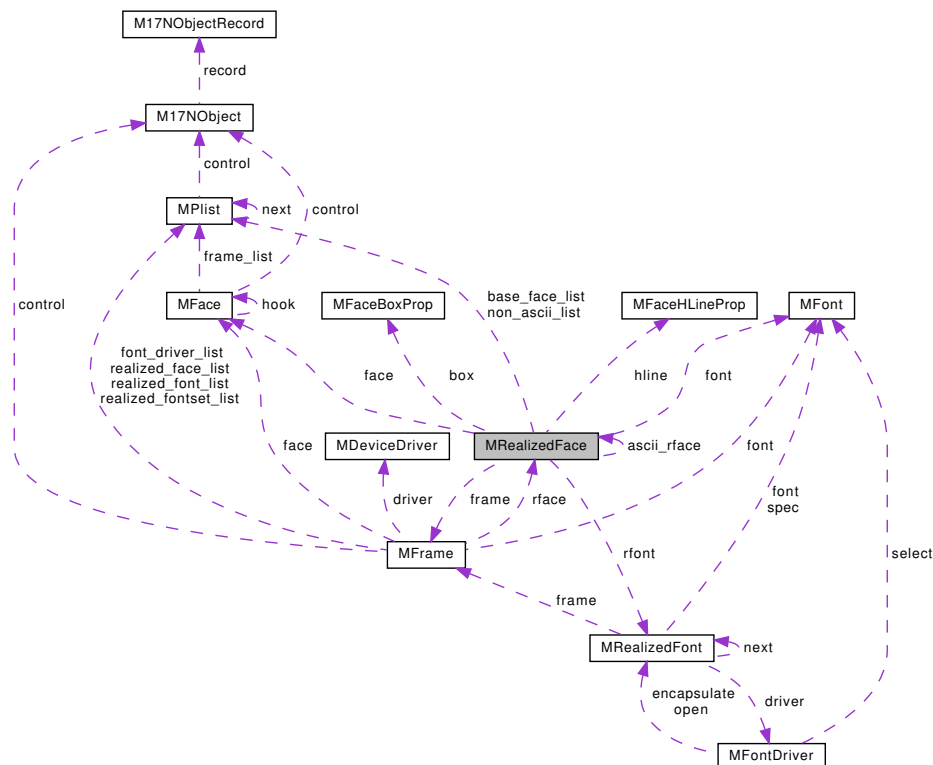 M17NObjectRecord
record
M17NObject
control
MPlist
next
control
frame_list
control
MFace
hook
MFaceBoxProp
base_face_list
non_ascii_list
MFaceHLineProp
MFont
font_driver_list
realized_face_list
realized_font_list
realized_fontset_list
face
box
hline
font
face
MDeviceDriver
MRealizedFace
ascii_rface
font
driver
frame
rface
font
spec
MFrame
rfont
select
frame
MRealizedFont
next
encapsulate
open
driver
MFontDriver